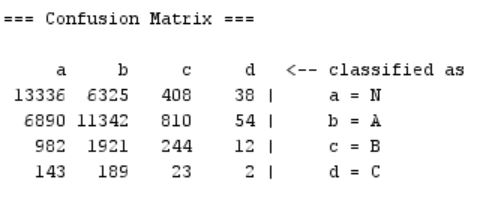 === Confusion Matrix ===
a b c d <-- classified as
13336 6325 408 38 | a = N
6890 11342 810 54 | b = A
982 1921 244 12 | c = B
143 189 23 2 | d = C